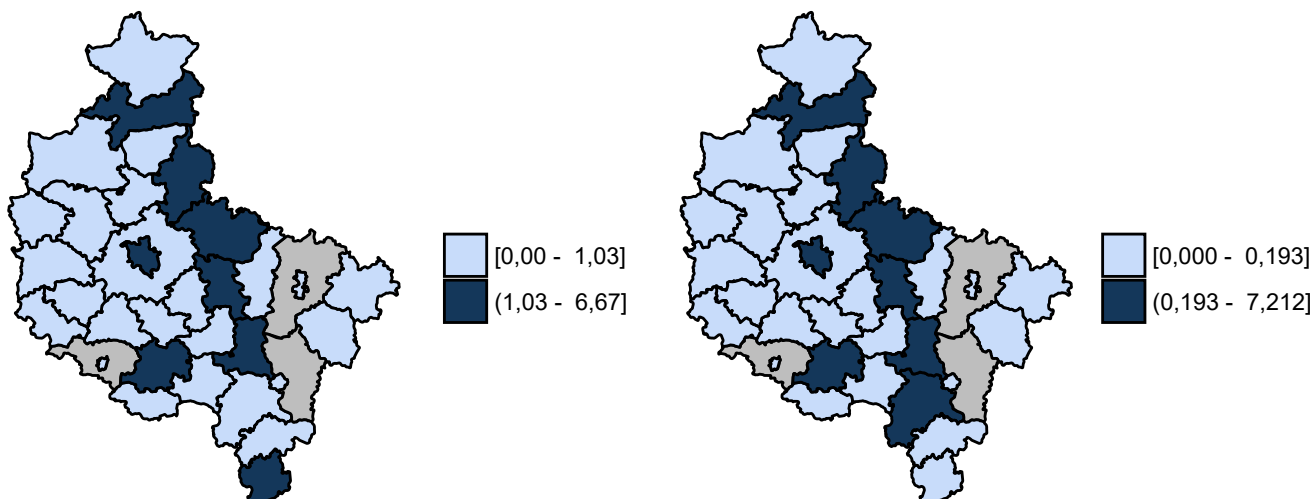 [0,00 - 1,03]
(1,03 - 6,67]
[0,000 - 0,193]
(0,193 - 7,212]